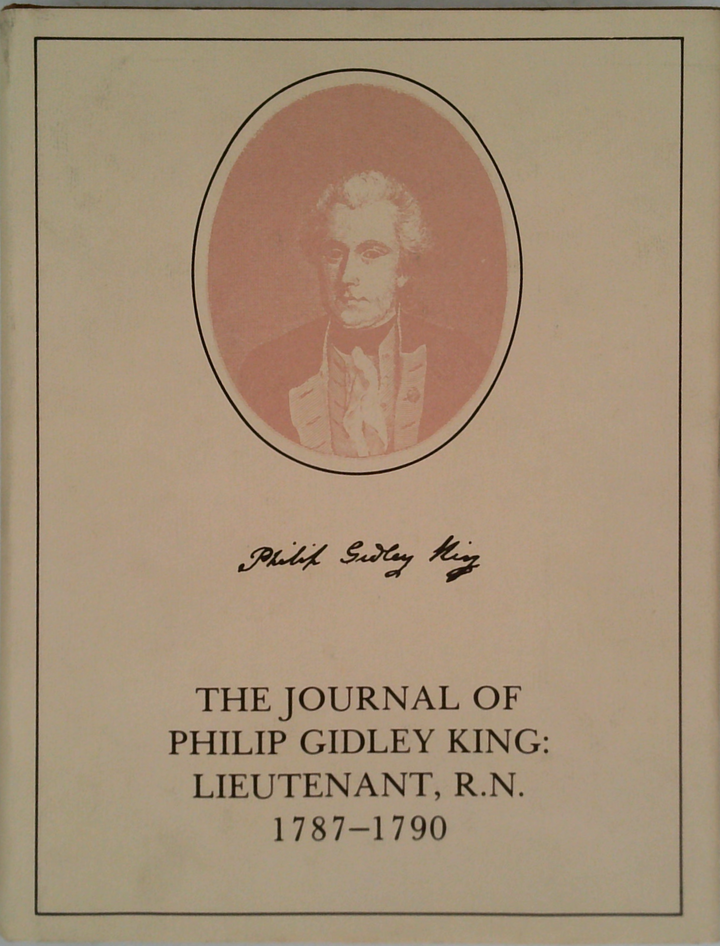 Philip Gidley King
THE JOURNAL OF
PHILIP GIDLEY KING:
LIEUTENANT, R.N.
1787–1790